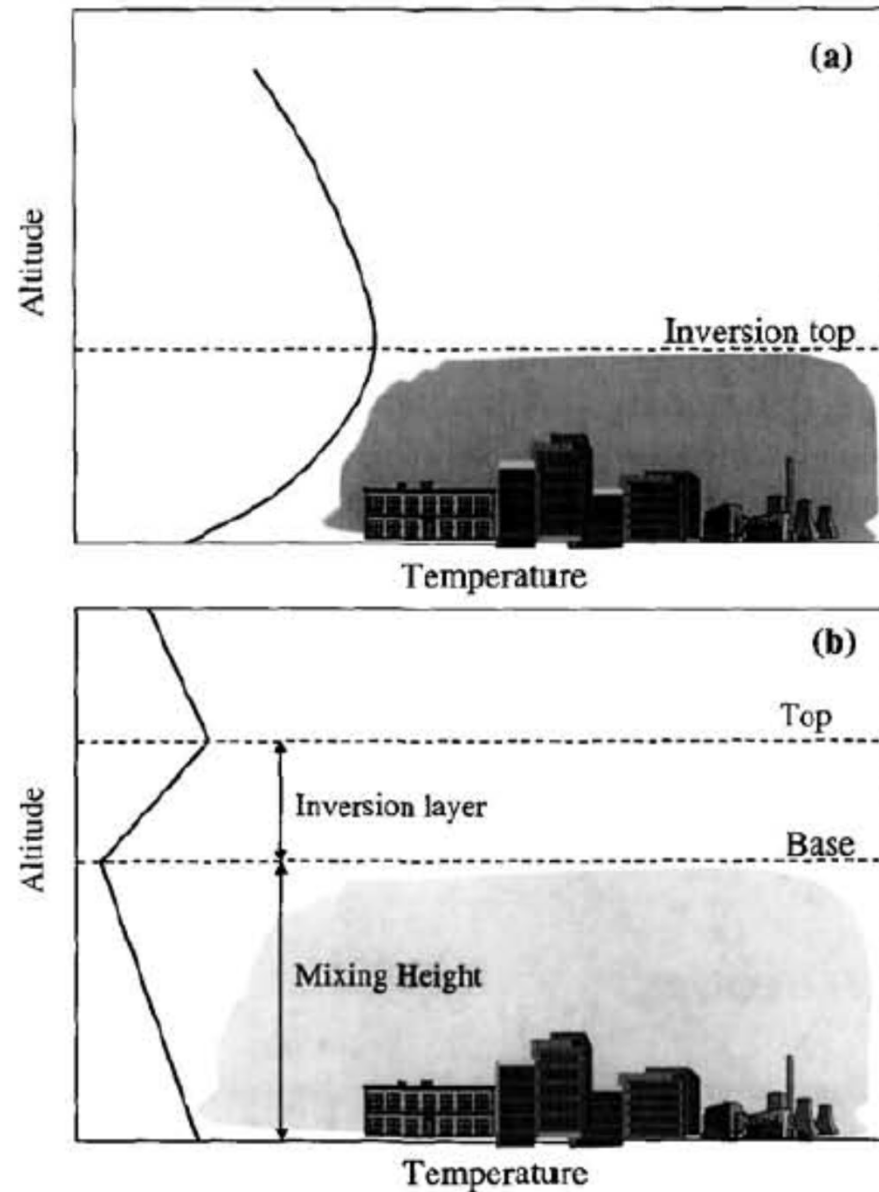 (a)
Altitude
Inversion top
Temperature
(b)
Top
Altitude
Inversion layer
Base
Mixing Height
Temperature